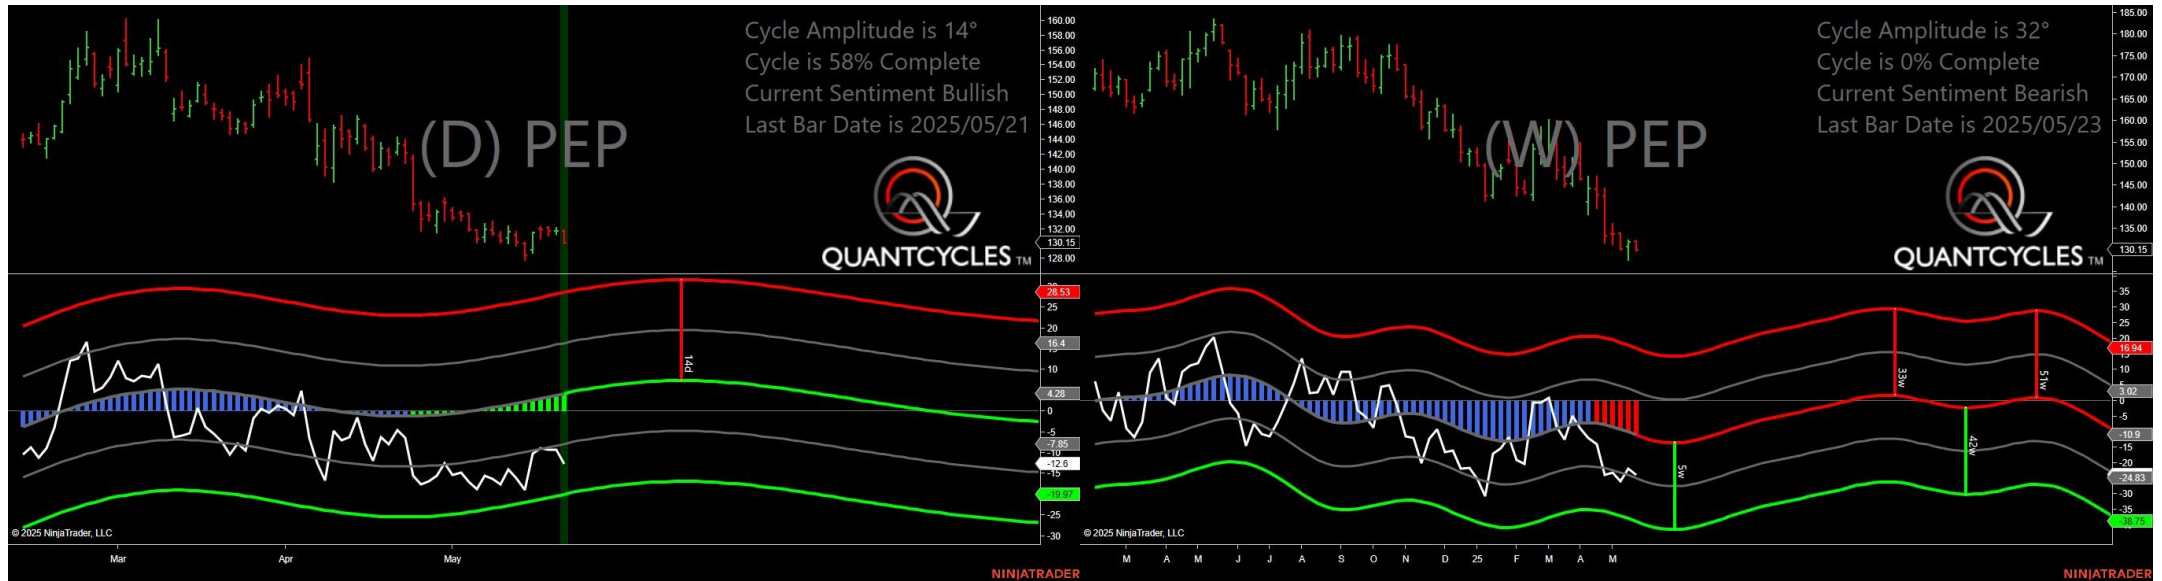 Cycle Amplitude is 14°
Cycle is 58% Complete
Current Sentiment Bullish
Last Bar Date is 2025/05/21
(D) PEP
QUANTCYCLES TM
160.00
158.00
156.00
154.00
152.00
150.00
148.00
146.00
144.00
142.00
140.00
138.00
136.00
134.00
132.00
130.15
128.00
28.53
25
20
16.4
10
4.28
0
-5
-7.85
-10
-12.6
-15
-19.97
-25
-30
14d
© 2025 NinjaTrader, LLC
Mar
Apr
May
NINJATRADER
Cycle Amplitude is 32°
Cycle is 0% Complete
Current Sentiment Bearish
Last Bar Date is 2025/05/23
(W) PEP
QUANTCYCLES TM
185.00
180.00
175.00
170.00
165.00
160.00
155.00
150.00
145.00
140.00
135.00
130.15
35
30
25
20
16.94
10
5
3.02
0
-5
-10.9
-15
-20
-24.83
-30
-35
-38.75
5w
33w
42w
51w
© 2025 NinjaTrader, LLC
M
A
M
J
J
A
S
O
N
D
25
F
M
A
M
NINJATRADER